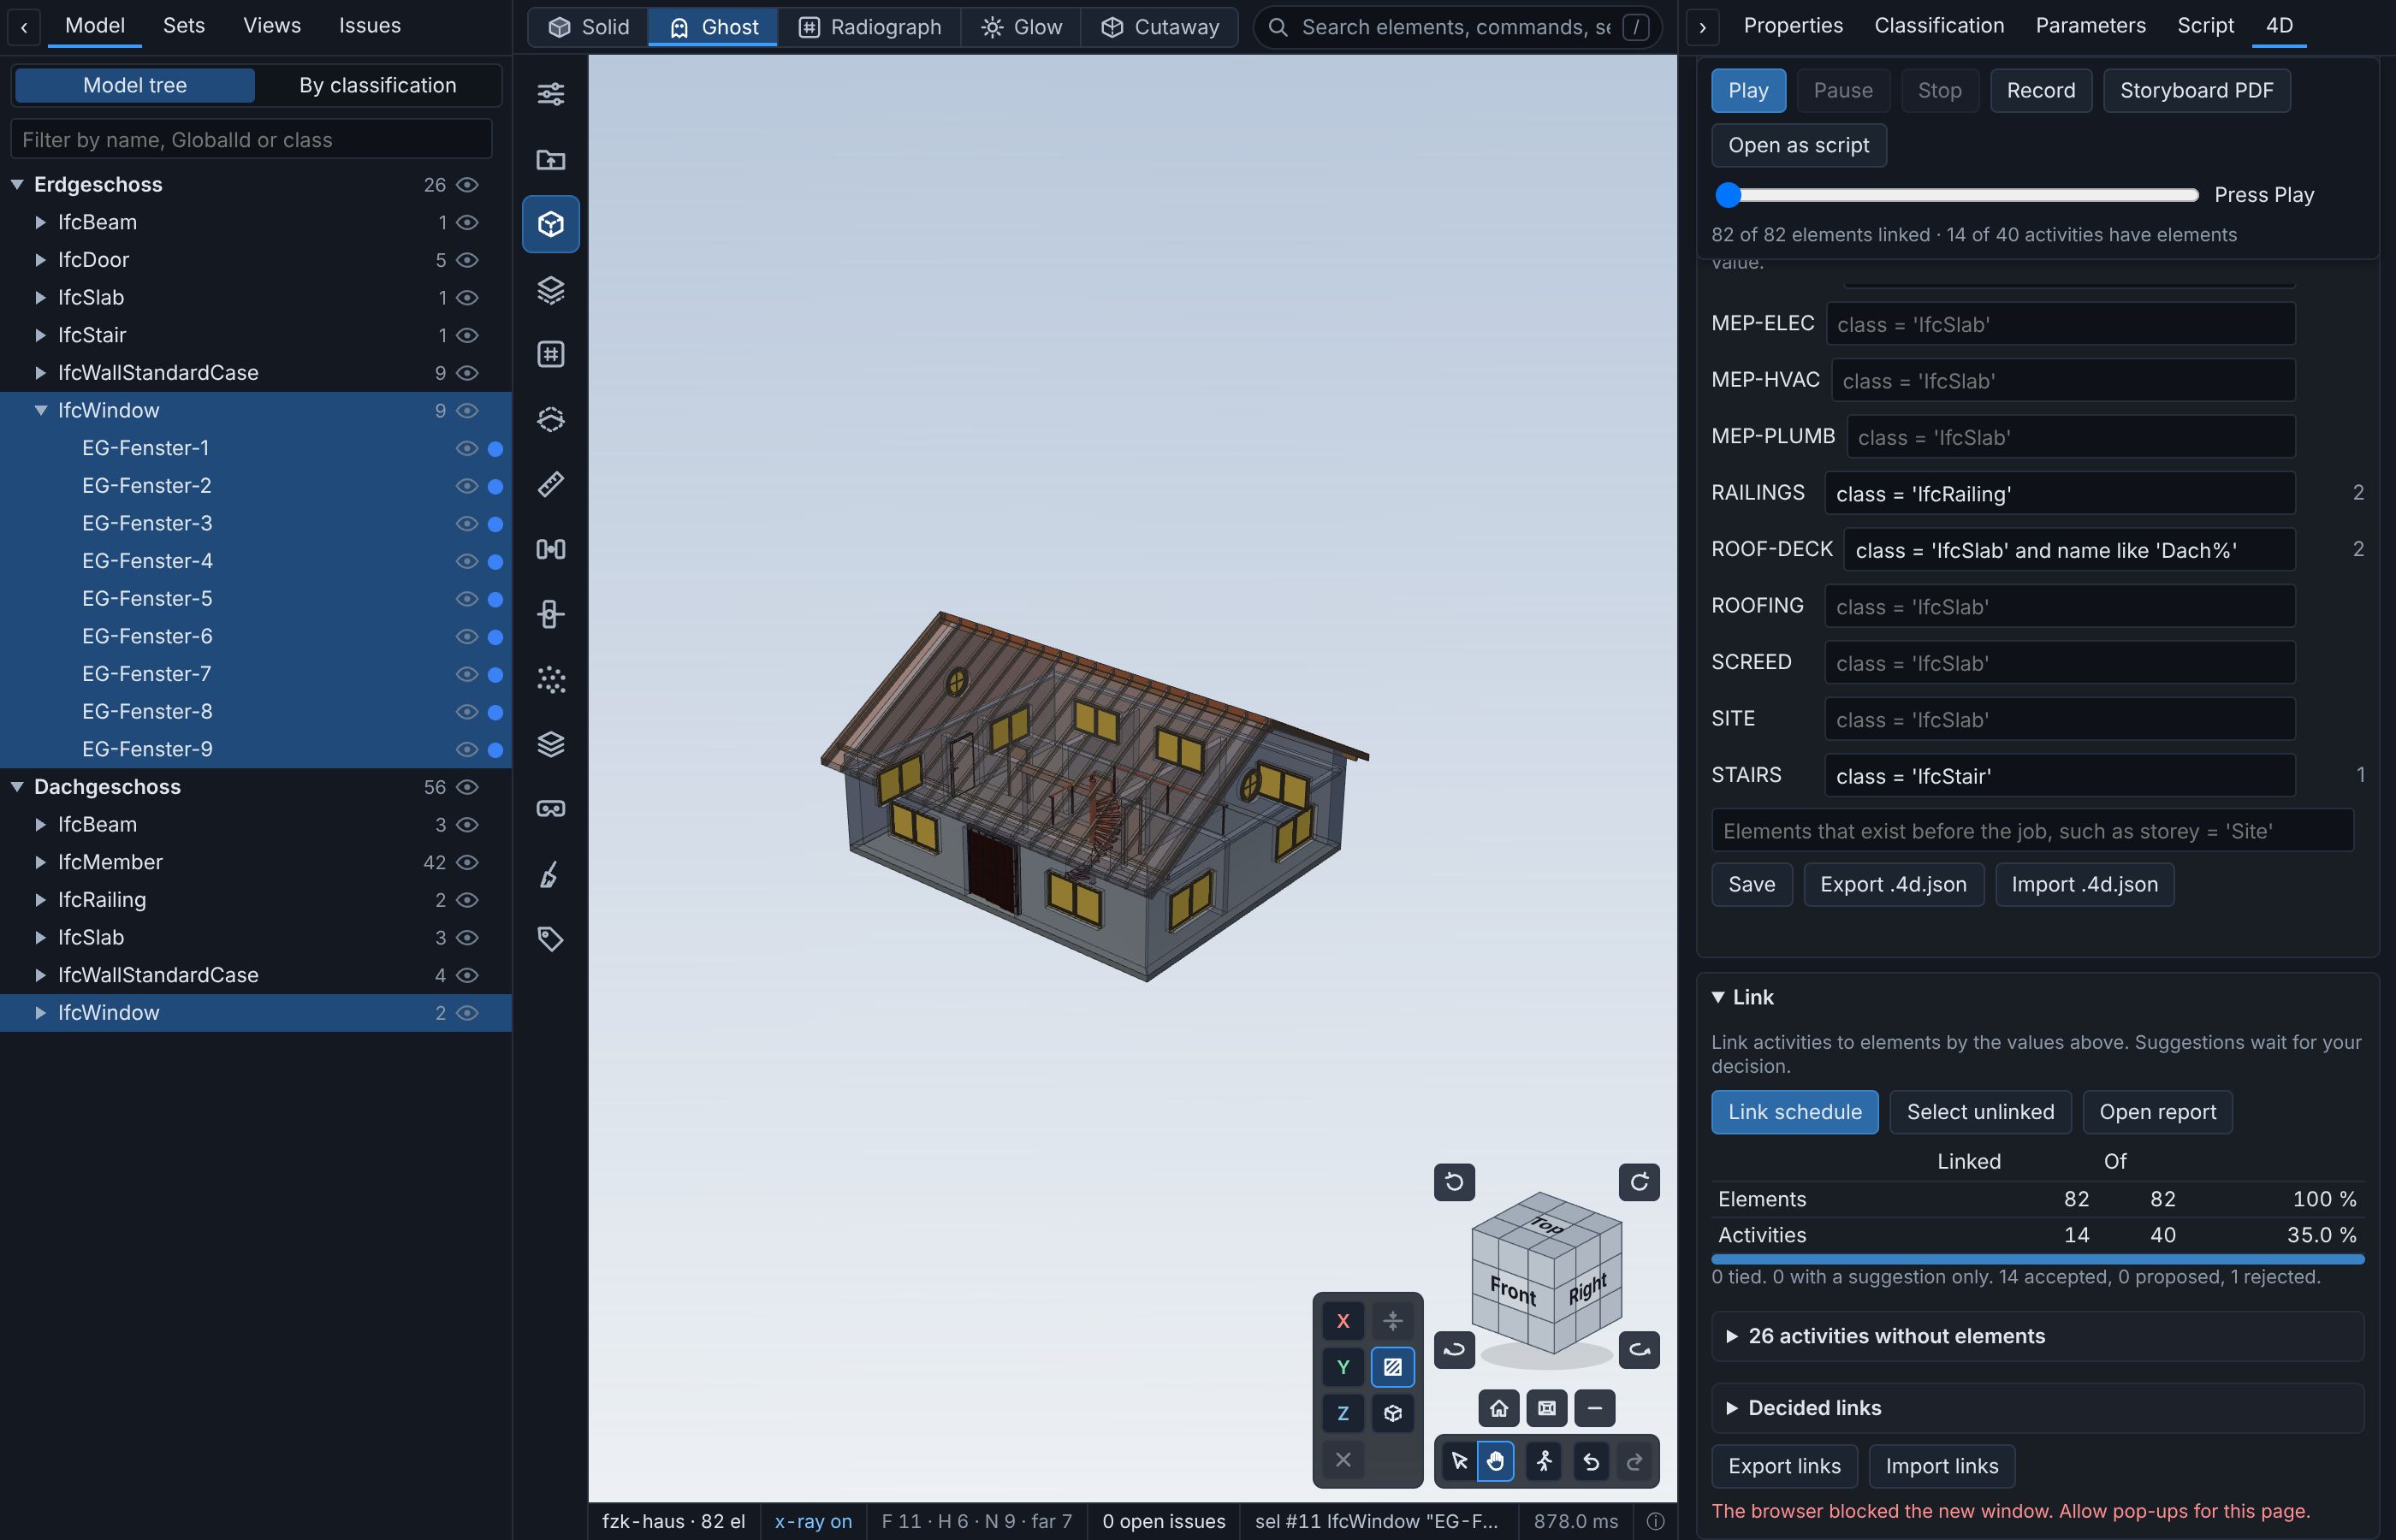 Model Sets Views Issues
Model tree By classification
Filter by name, GlobalId or class
Erdgeschoss 26
IfcBeam 1
IfcDoor 5
IfcSlab 1
IfcStair 1
IfcWallStandardCase 9
IfcWindow 9
EG-Fenster-1
EG-Fenster-2
EG-Fenster-3
EG-Fenster-4
EG-Fenster-5
EG-Fenster-6
EG-Fenster-7
EG-Fenster-8
EG-Fenster-9
Dachgeschoss 56
IfcBeam 3
IfcMember 42
IfcRailing 2
IfcSlab 3
IfcWallStandardCase 4
IfcWindow 2
Solid Ghost Radiograph Glow Cutaway
Search elements, commands, se /
Top
Front Right
X
Y
Z
fzk-haus · 82 el x-ray on F 11 · H 6 · N 9 · far 7 0 open issues sel #11 IfcWindow "EG-F... 878.0 ms
Properties Classification Parameters Script 4D
Play Pause Stop Record Storyboard PDF
Open as script
Press Play
82 of 82 elements linked · 14 of 40 activities have elements
value.
MEP-ELEC class = 'IfcSlab'
MEP-HVAC class = 'IfcSlab'
MEP-PLUMB class = 'IfcSlab'
RAILINGS class = 'IfcRailing' 2
ROOF-DECK class = 'IfcSlab' and name like 'Dach%' 2
ROOFING class = 'IfcSlab'
SCREED class = 'IfcSlab'
SITE class = 'IfcSlab'
STAIRS class = 'IfcStair' 1
Elements that exist before the job, such as storey = 'Site'
Save Export .4d.json Import .4d.json
Link
Link activities to elements by the values above. Suggestions wait for your
decision.
Link schedule Select unlinked Open report
Linked Of
Elements 82 82 100 %
Activities 14 40 35.0 %
0 tied. 0 with a suggestion only. 14 accepted, 0 proposed, 1 rejected.
26 activities without elements
Decided links
Export links Import links
The browser blocked the new window. Allow pop-ups for this page.